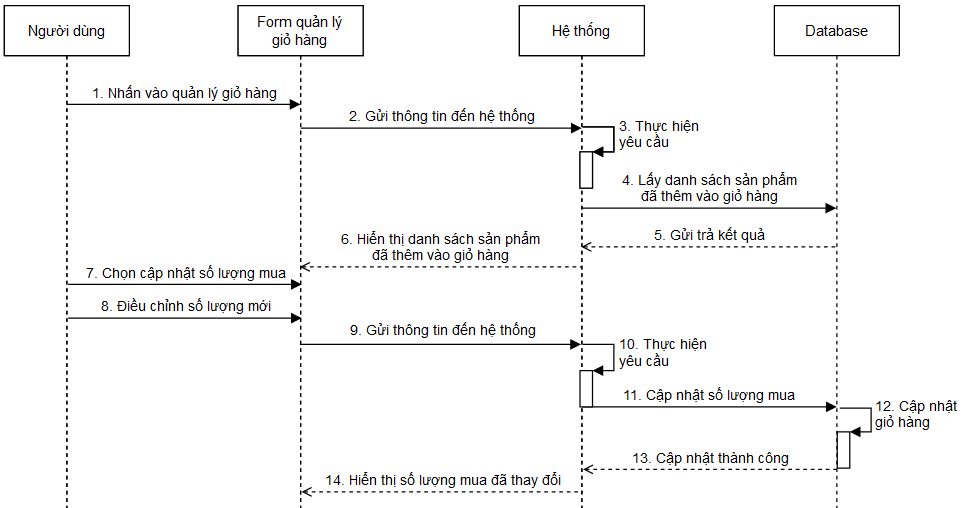 Người dùng
Form quản lý
giỏ hàng
Hệ thống
Database
1. Nhấn vào quản lý giỏ hàng
2. Gửi thông tin đến hệ thống
3. Thực hiện
yêu cầu
4. Lấy danh sách sản phẩm
đã thêm vào giỏ hàng
5. Gửi trả kết quả
6. Hiển thị danh sách sản phẩm
đã thêm vào giỏ hàng
7. Chọn cập nhật số lượng mua
8. Điều chỉnh số lượng mới
9. Gửi thông tin đến hệ thống
10. Thực hiện
yêu cầu
11. Cập nhật số lượng mua
12. Cập nhật
giỏ hàng
13. Cập nhật thành công
14. Hiển thị số lượng mua đã thay đổi